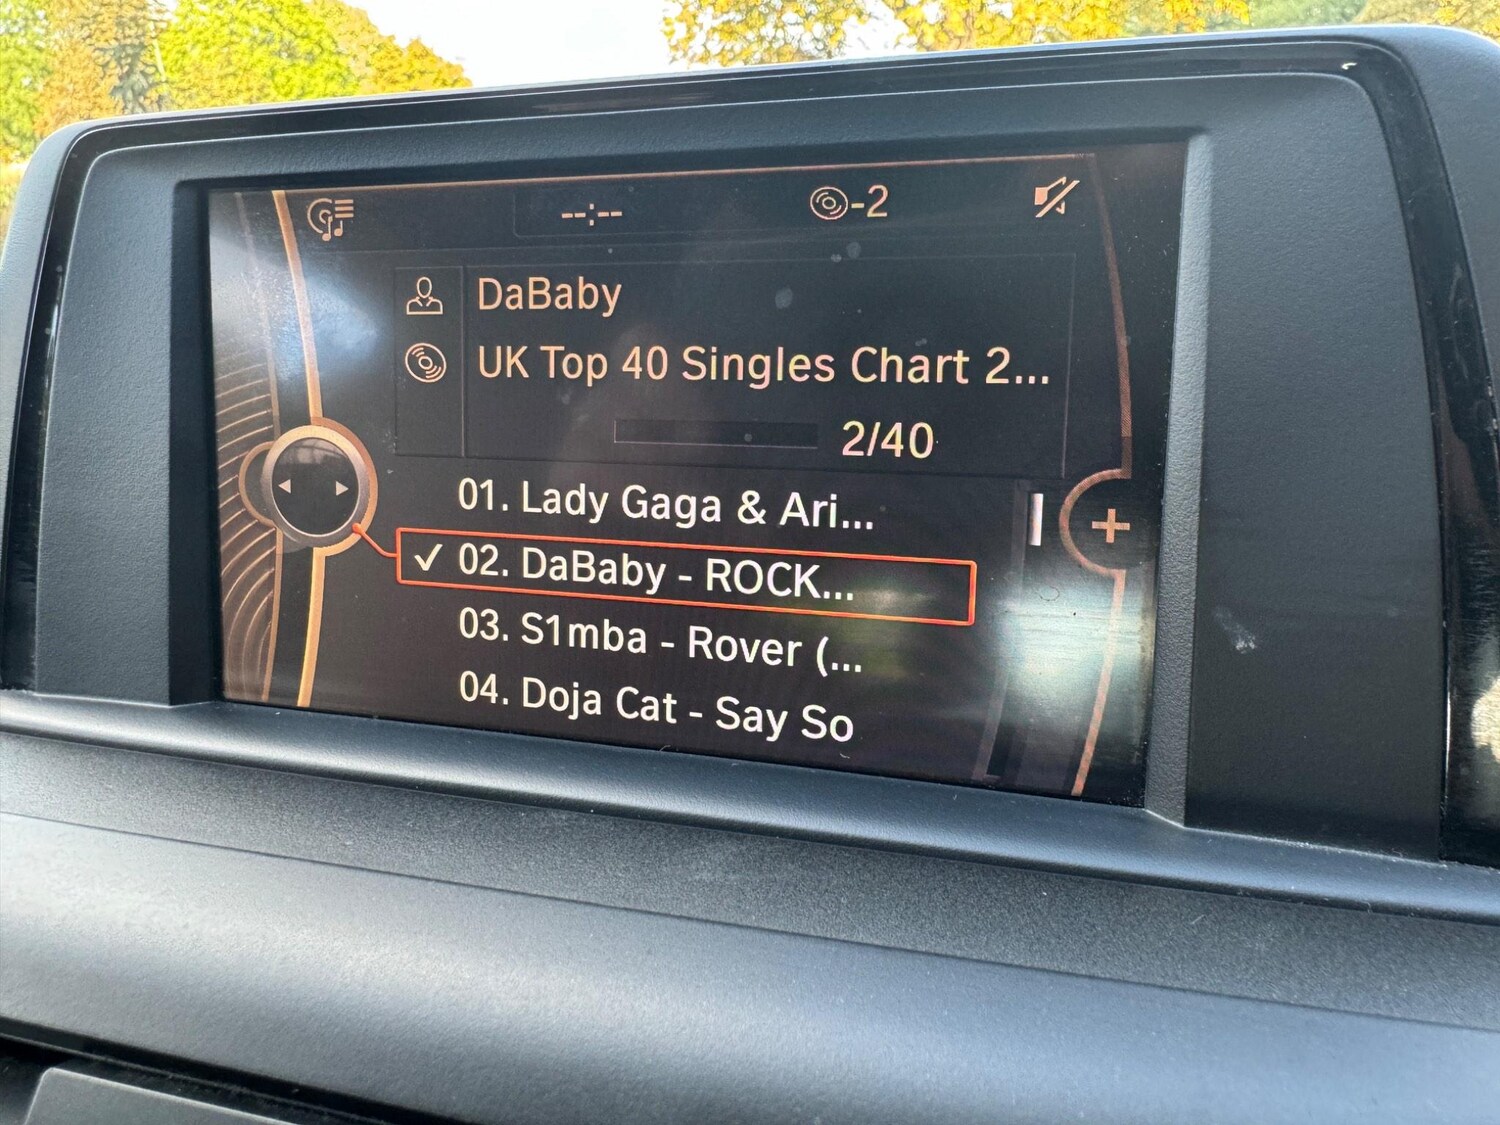 --:-- -2
DaBaby
UK Top 40 Singles Chart 2...
2/40
01. Lady Gaga & Ari...
✓ 02. DaBaby - ROCK...
03. S1mba - Rover (...
04. Doja Cat - Say So
+